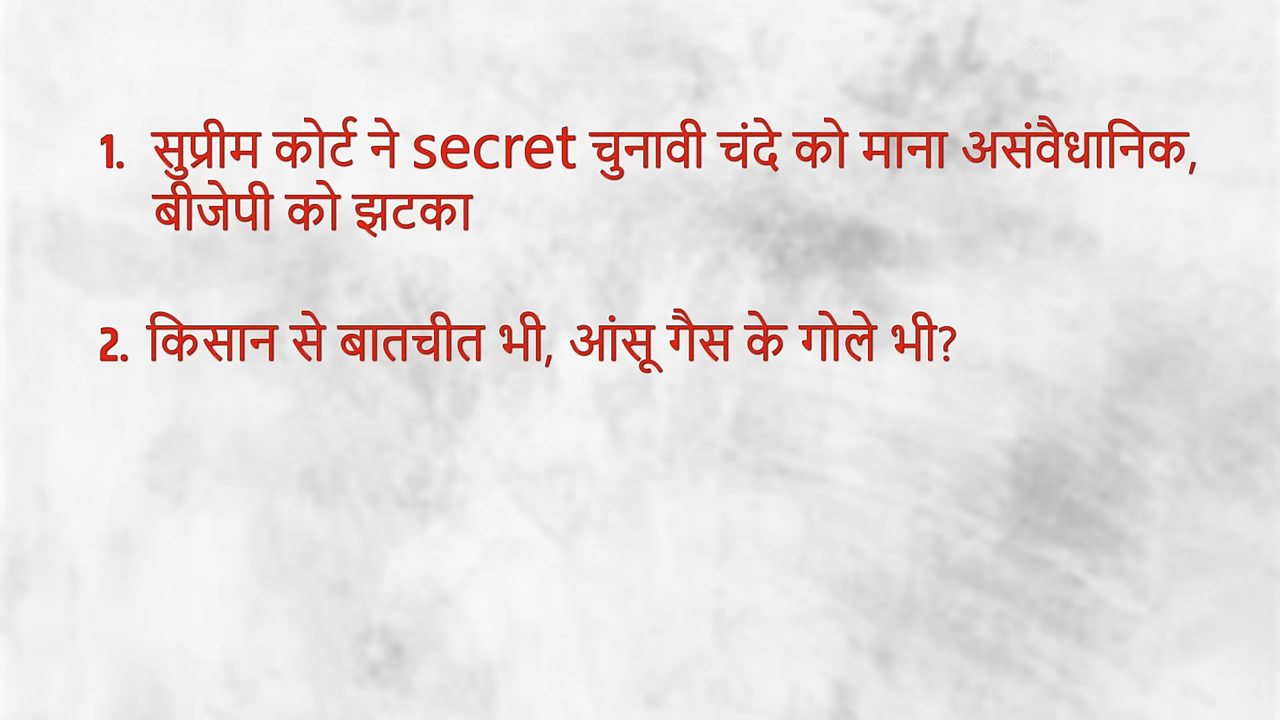 1. सुप्रीम कोर्ट ने secret चुनावी चंदे को माना असंवैधानिक,
बीजेपी को झटका
2. किसान से बातचीत भी, आंसू गैस के गोले भी?